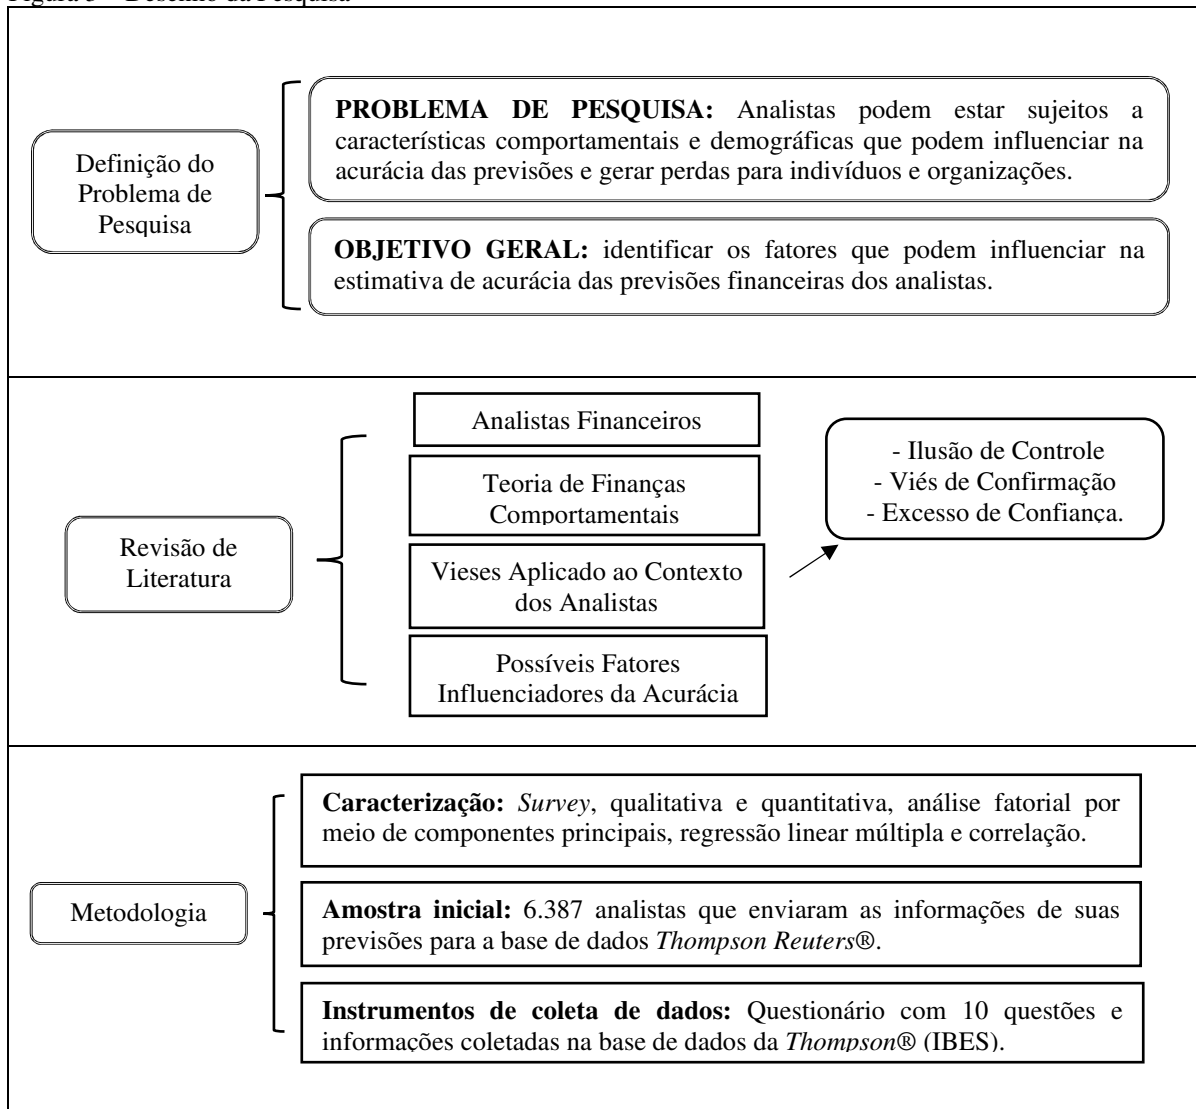 Figura 3 – Desenho da Pesquisa
Definição do
Problema de
Pesquisa
PROBLEMA DE PESQUISA: Analistas podem estar sujeitos a
características comportamentais e demográficas que podem influenciar na
acurácia das previsões e gerar perdas para indivíduos e organizações.
OBJETIVO GERAL: identificar os fatores que podem influenciar na
estimativa de acurácia das previsões financeiras dos analistas.
Revisão de
Literatura
Analistas Financeiros
Teoria de Finanças
Comportamentais
Vieses Aplicado ao Contexto
dos Analistas
Possíveis Fatores
Influenciadores da Acurácia
- Ilusão de Controle
- Viés de Confirmação
- Excesso de Confiança.
Metodologia
Caracterização: Survey, qualitativa e quantitativa, análise fatorial por
meio de componentes principais, regressão linear múltipla e correlação.
Amostra inicial: 6.387 analistas que enviaram as informações de suas
previsões para a base de dados Thompson Reuters®.
Instrumentos de coleta de dados: Questionário com 10 questões e
informações coletadas na base de dados da Thompson® (IBES).